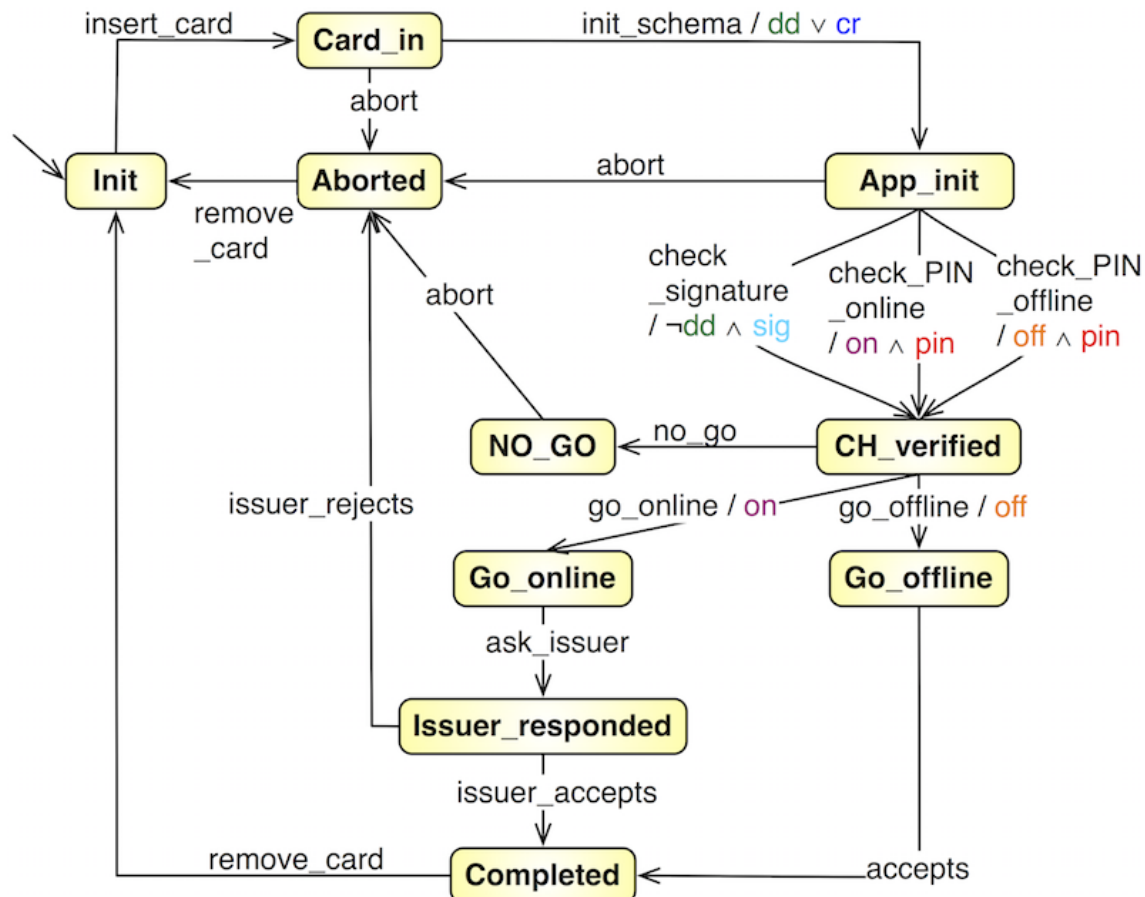 insert_card
Card_in
init_schema / dd ∨ cr
abort
Init
Aborted
abort
App_init
remove
_card
check
_signature
/ ¬dd ∧ sig
check_PIN
_online
/ on ∧ pin
check_PIN
_offline
/ off ∧ pin
abort
NO_GO
no_go
CH_verified
issuer_rejects
go_online / on
go_offline / off
Go_online
Go_offline
ask_issuer
Issuer_responded
issuer_accepts
remove_card
Completed
accepts